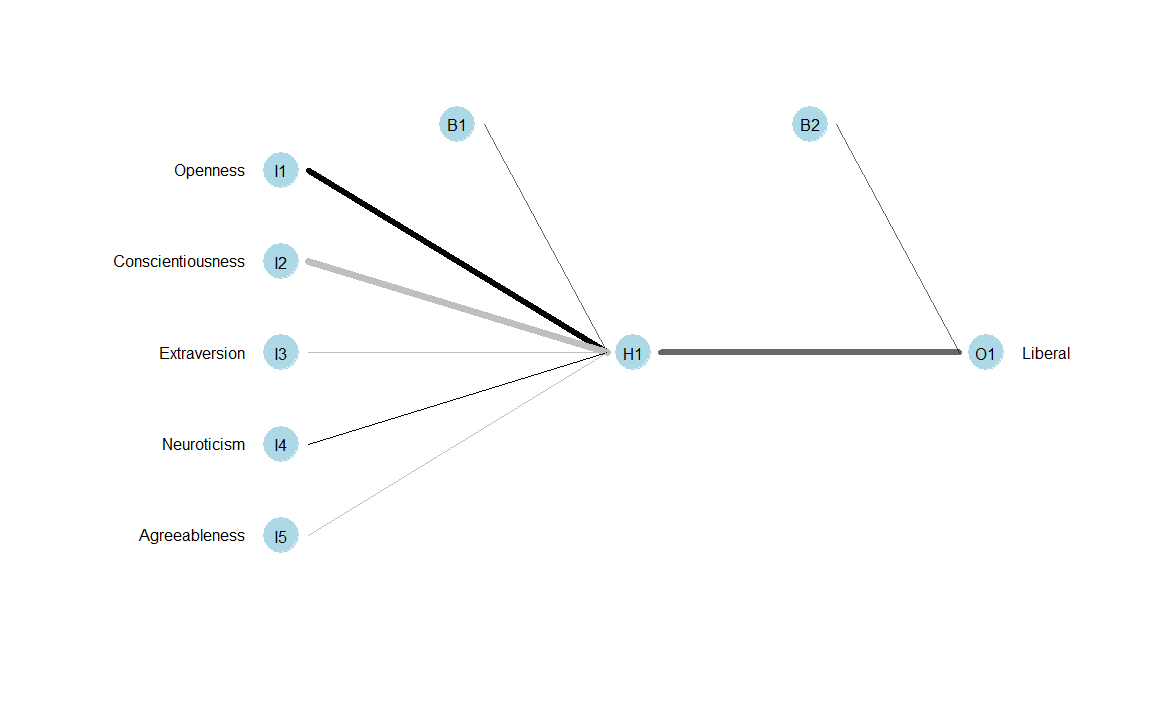 B1
B2
Openness I1
Conscientiousness I2
Extraversion I3
H1
O1 Liberal
Neuroticism I4
Agreeableness I5